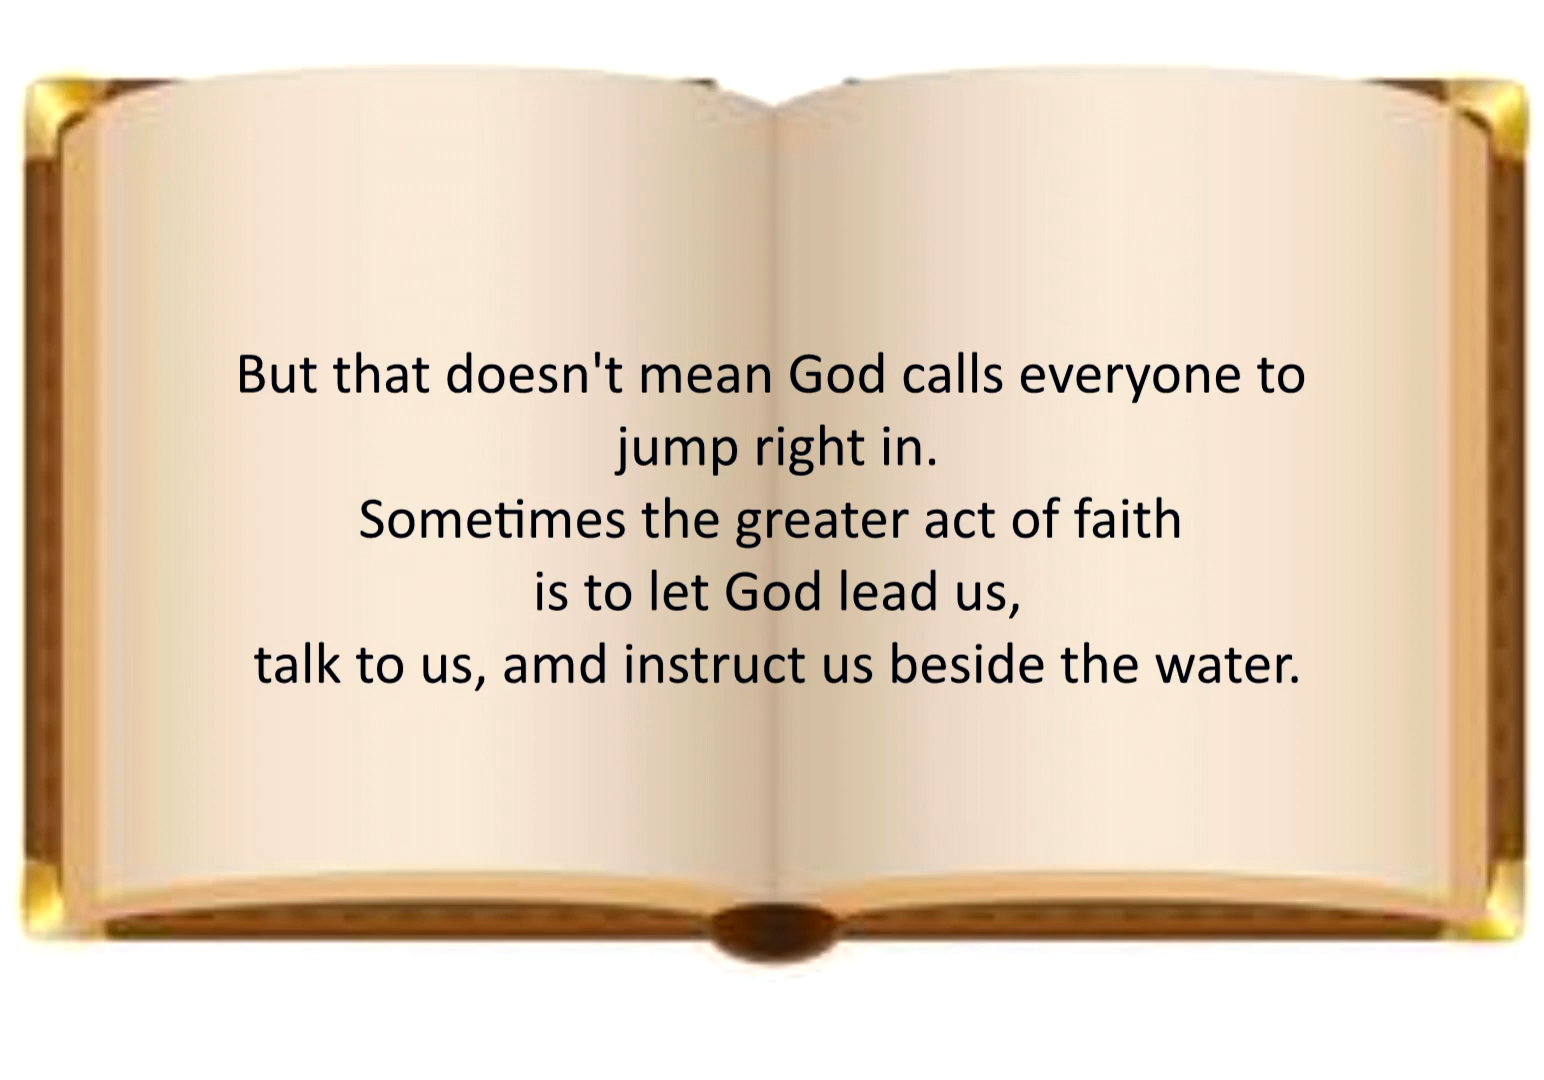 But that doesn't mean God calls everyone to
jump right in.
Sometimes the greater act of faith
is to let God lead us,
talk to us, amd instruct us beside the water.